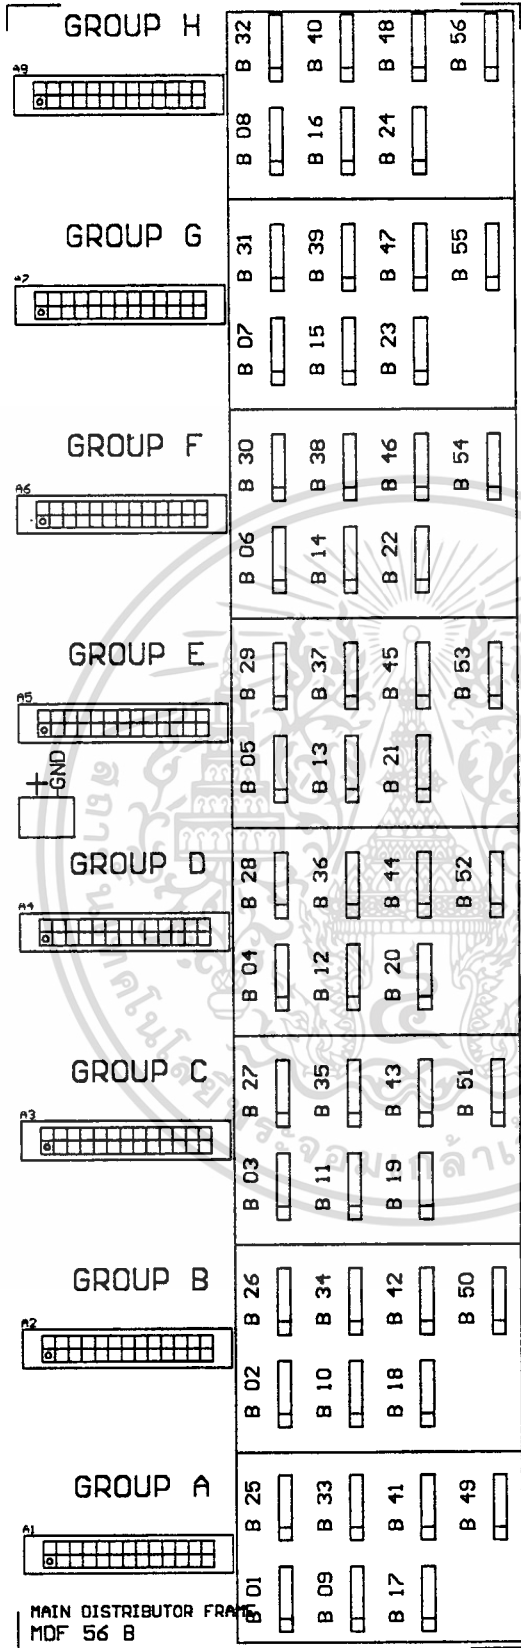 GROUP H
A8
B 32
B 40
B 48
B 56
B 08
B 16
B 24
GROUP G
A7
B 31
B 39
B 47
B 55
B 07
B 15
B 23
GROUP F
A6
B 30
B 38
B 46
B 54
B 06
B 14
B 22
GROUP E
A5
B 29
B 37
B 45
B 53
B 05
B 13
B 21
+
-GND
GROUP D
A4
B 28
B 36
B 44
B 52
B 04
B 12
B 20
GROUP C
A3
B 27
B 35
B 43
B 51
B 03
B 11
B 19
GROUP B
A2
B 26
B 34
B 42
B 50
B 02
B 10
B 18
GROUP A
A1
B 25
B 33
B 41
B 49
B 01
B 09
B 17
MAIN DISTRIBUTOR FRAME
MDF 56 B